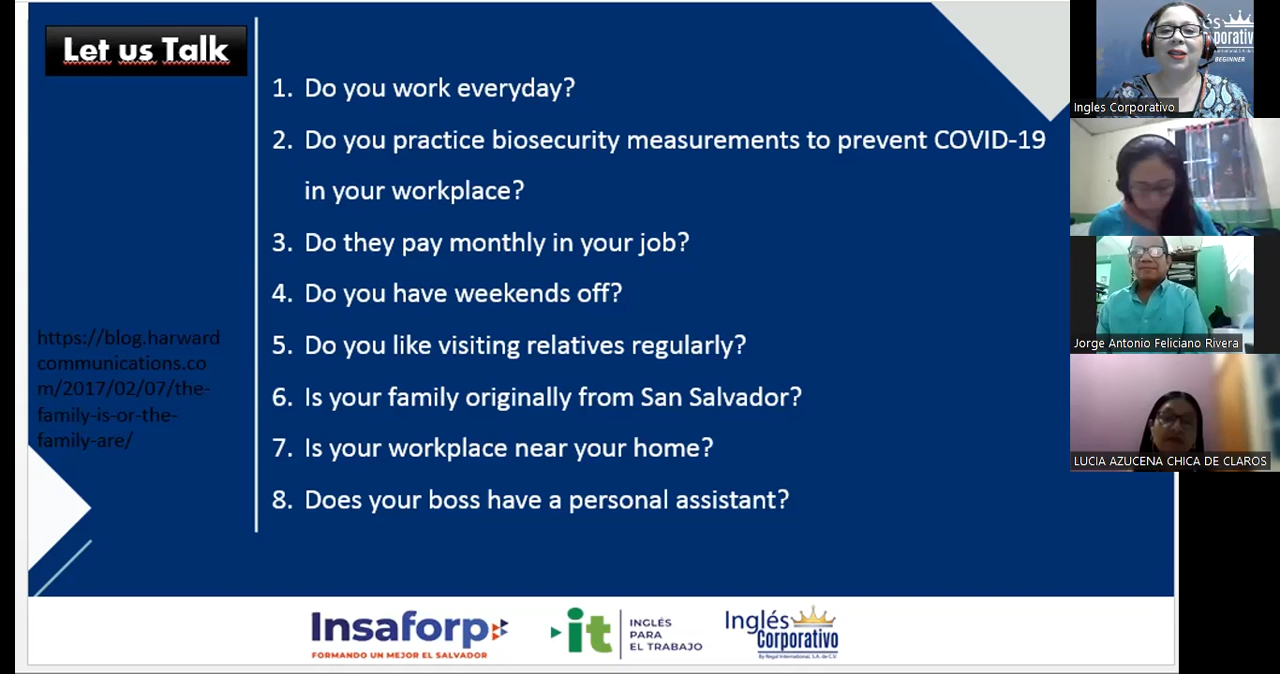 Let us Talk
1. Do you work everyday?
2. Do you practice biosecurity measurements to prevent COVID-19
in your workplace?
3. Do they pay monthly in your job?
4. Do you have weekends off?
5. Do you like visiting relatives regularly?
6. Is your family originally from San Salvador?
7. Is your workplace near your home?
8. Does your boss have a personal assistant?
https://blog.harward
communications.co
m/2017/02/07/the-
family-is-or-the-
family-are/
Insaforp
FORMANDO UN MEJOR EL SALVADOR
it
INGLÉS
PARA
EL TRABAJO
Inglés
Corporativo
By Regal International, S.A. de C.V.
BEGINNER
Ingles Corporativo
Jorge Antonio Feliciano Rivera
LUCIA AZUCENA CHICA DE CLAROS